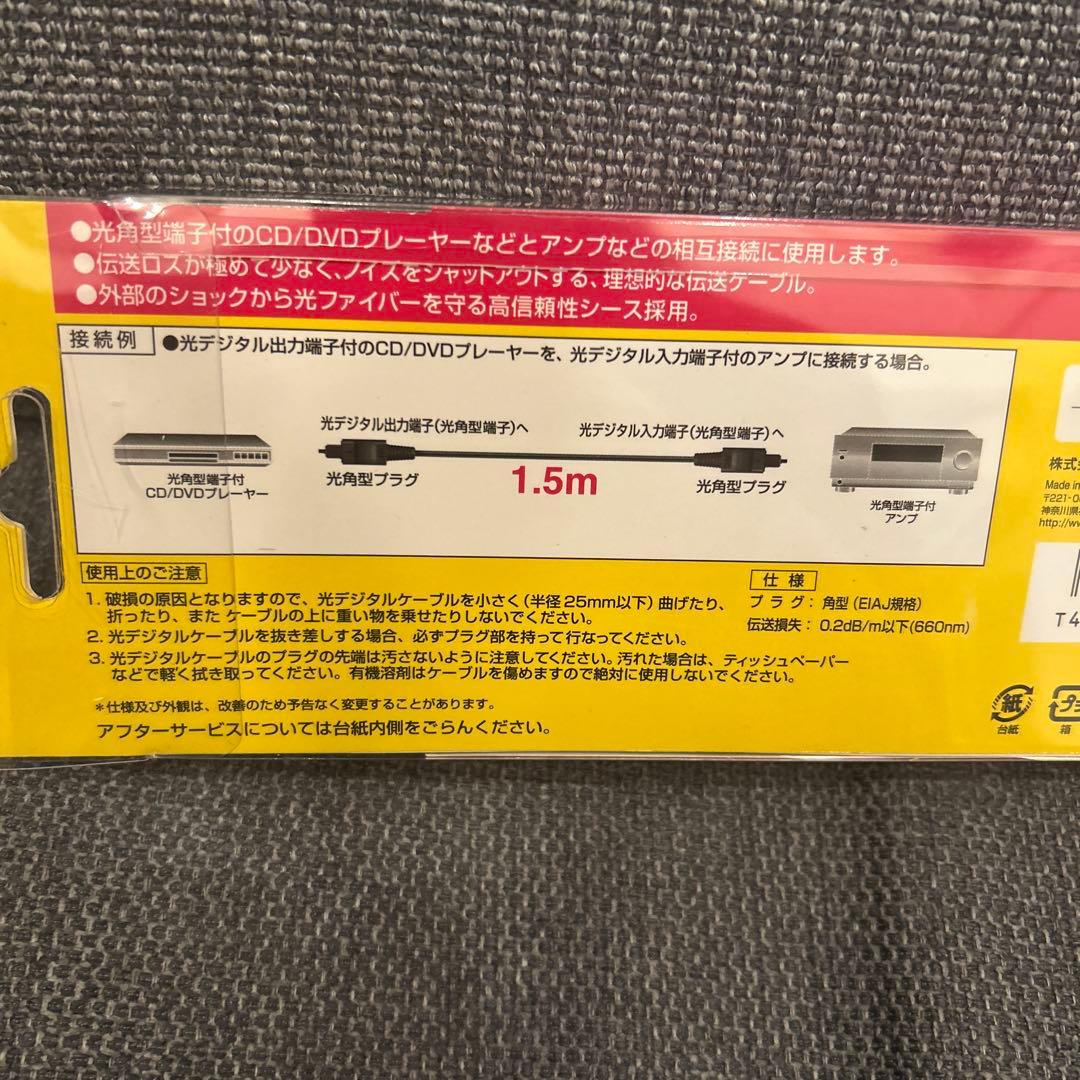 ●光角型端子付のCD/DVDプレーヤーなどとアンプなどの相互接続に使用します。
●伝送ロスが極めて少なく、ノイズをシャットアウトする、理想的な伝送ケーブル。
●外部のショックから光ファイバーを守る高信頼性シース採用。
接続例 ●光デジタル出力端子付のCD/DVDプレーヤーを、光デジタル入力端子付のアンプに接続する場合。
光デジタル出力端子(光角型端子)へ
光デジタル入力端子(光角型端子)へ
光角型端子付
CD/DVDプレーヤー
光角型プラグ
1.5m
光角型プラグ
光角型端子付
アンプ
使用上のご注意
1. 破損の原因となりますので、光デジタルケーブルを小さく(半径25mm以下)曲げたり、
折ったり、またケーブルの上に重い物を乗せたりしないでください。
2. 光デジタルケーブルを抜き差しする場合、必ずプラグ部を持って行なってください。
3. 光デジタルケーブルのプラグの先端は汚さないように注意してください。汚れた場合は、ティッシュペーパー
などで軽く拭き取ってください。有機溶剤はケーブルを傷めますので絶対に使用しないでください。
*仕様及び外観は、改善のため予告なく変更することがあります。
アフターサービスについては台紙内側をごらんください。
仕様
プラグ: 角型(EIAJ規格)
伝送損失: 0.2dB/m以下(660nm)
株式
Made in
〒221-0
神奈川県
http://w
T4
紙
台紙
プラ
箱